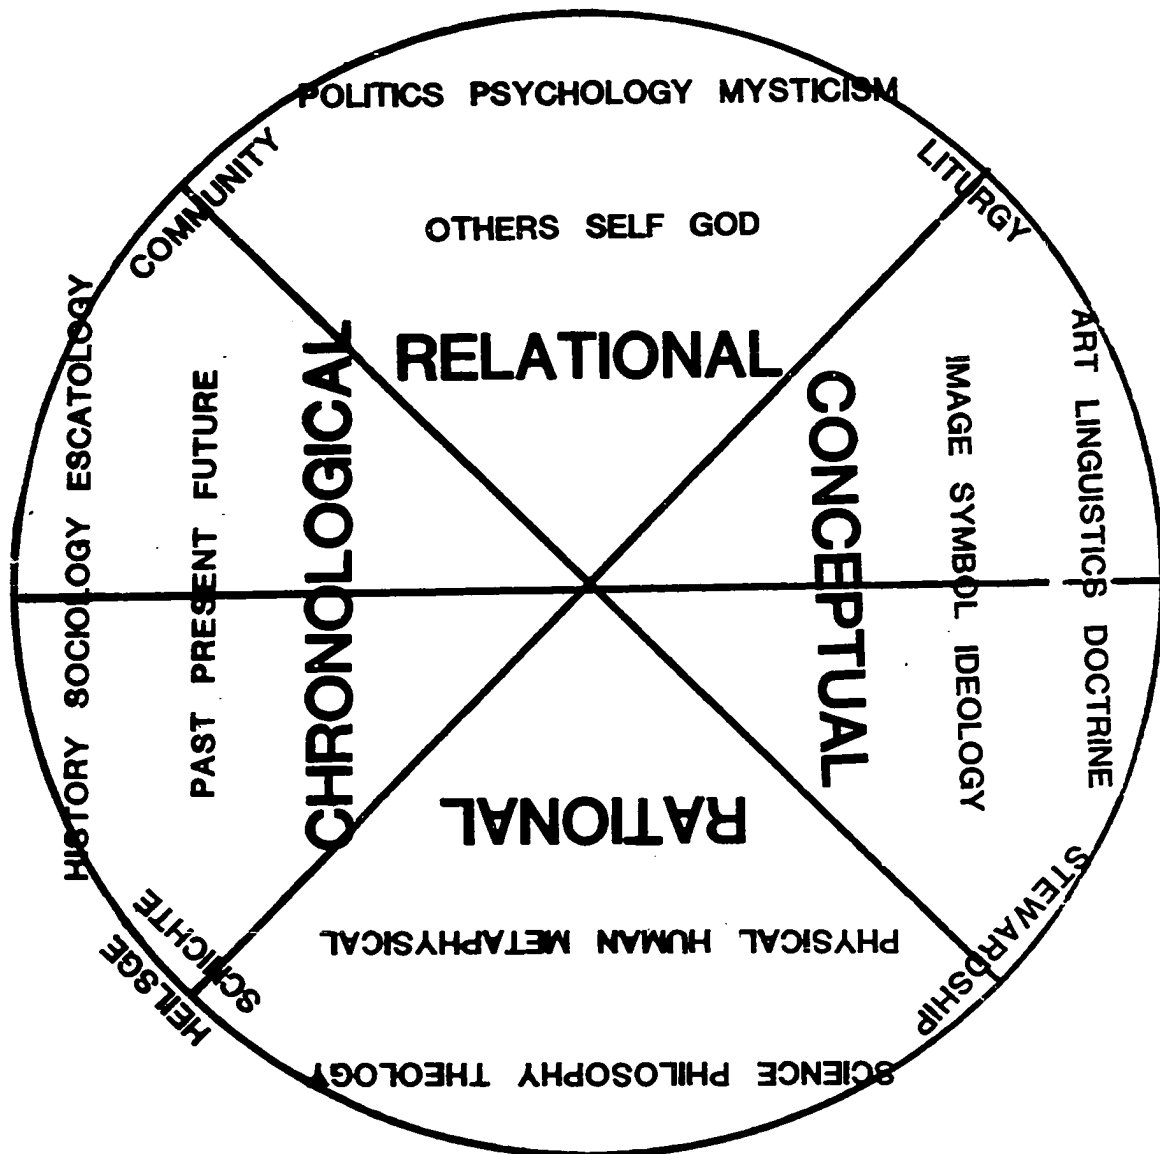 POLITICS PSYCHOLOGY MYSTICISM
OTHERS SELF GOD
RELATIONAL
LITURGY
ART LINGUISTICS DOCTRINE
IMAGE SYMBOL IDEOLOGY
CONCEPTUAL
STEWARDSHIP
RATIONAL
PHYSICAL HUMAN METAPHYSICAL
SCIENCE PHILOSOPHY THEOLOGY
HEILSGE
SCHICHTE
HISTORY SOCIOLOGY ESCATOLOGY
PAST PRESENT FUTURE
CHRONOLOGICAL
COMMUNITY